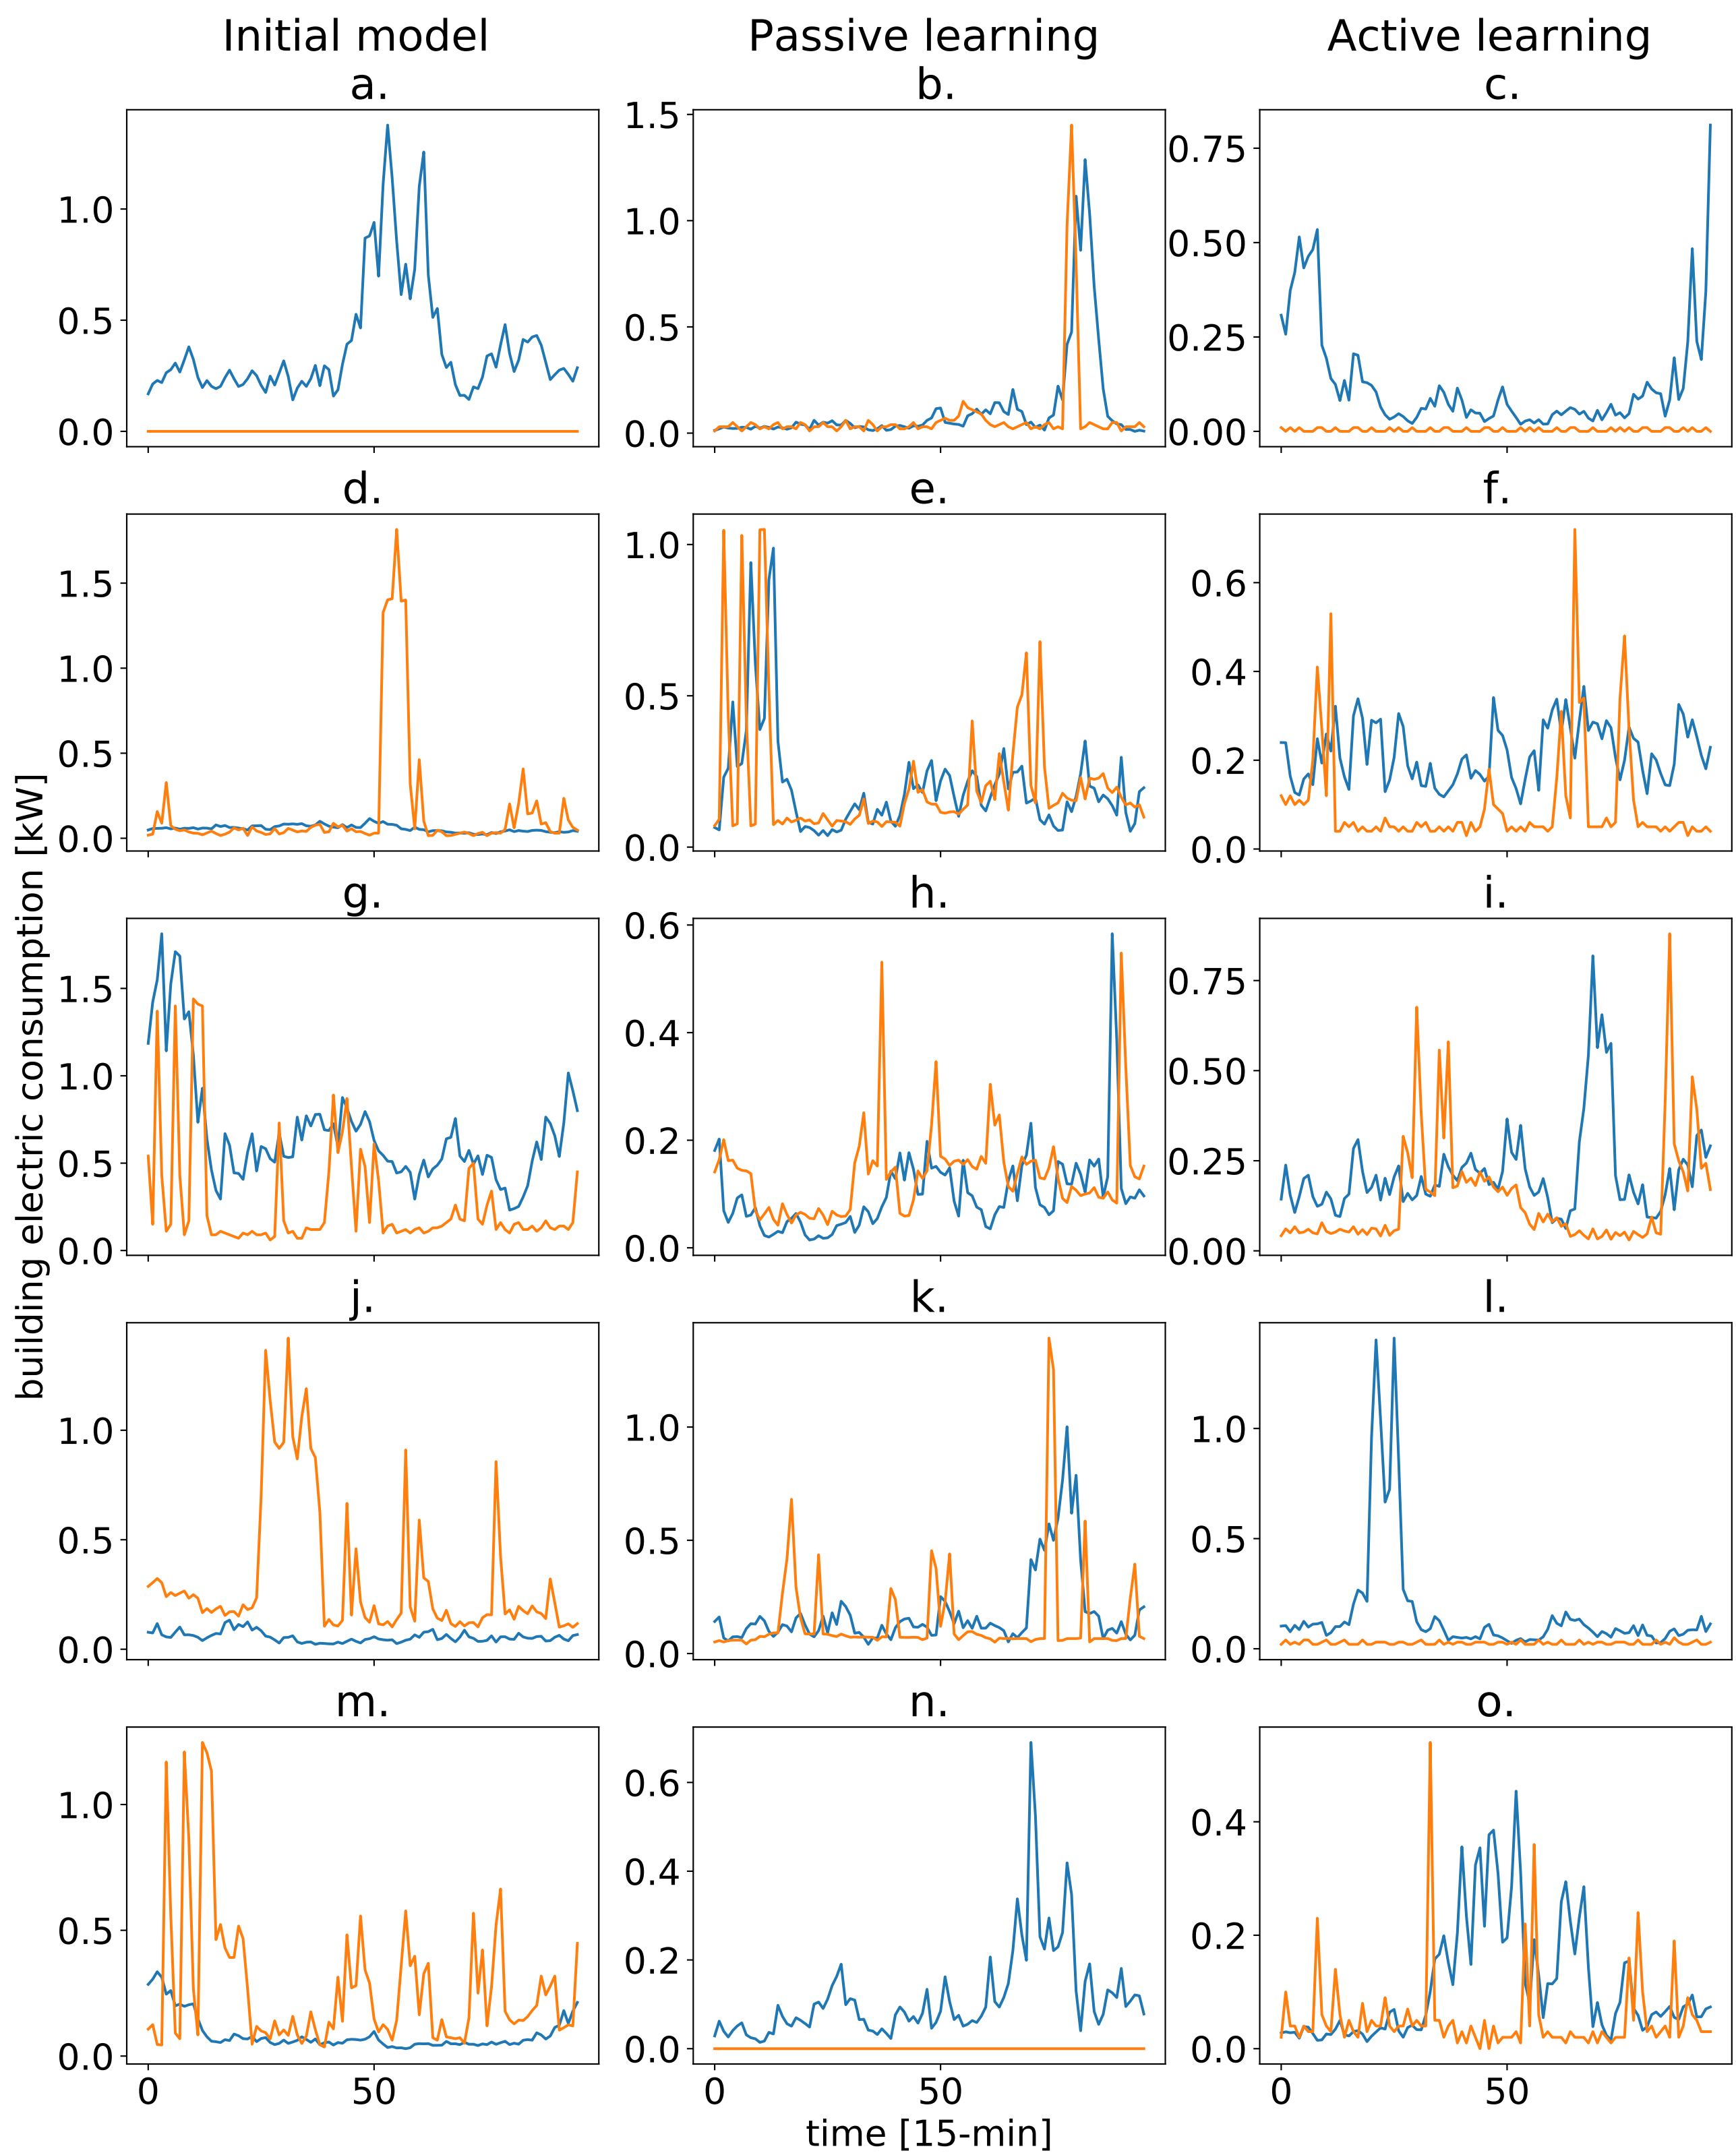 Initial model
Passive learning
Active learning
a.
b.
c.
1.0
0.5
0.0
1.5
1.0
0.5
0.0
0.75
0.50
0.25
0.00
d.
e.
f.
1.5
1.0
0.5
0.0
1.0
0.5
0.0
0.6
0.4
0.2
0.0
building electric consumption [kW]
g.
h.
i.
1.5
1.0
0.5
0.0
0.6
0.4
0.2
0.0
0.75
0.50
0.25
0.00
j.
k.
l.
1.0
0.5
0.0
1.0
0.5
0.0
1.0
0.5
0.0
m.
n.
o.
1.0
0.5
0.0
0.6
0.4
0.2
0.0
0.4
0.2
0.0
0 50
0 50
0 50
time [15-min]